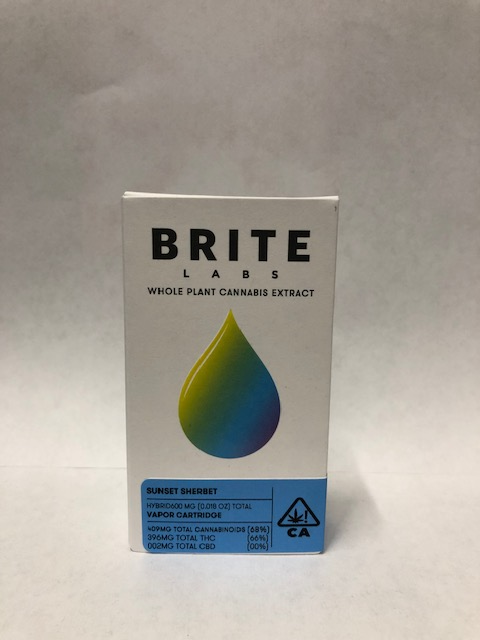 BRITE
LABS
WHOLE PLANT CANNABIS EXTRACT
SUNSET SHERBET
HYBRID600 MG [0.018 OZ] TOTAL
VAPOR CARTRIDGE
409MG TOTAL CANNABINOIDS [68%]
396MG TOTAL THC [66%]
002MG TOTAL CBD [00%]
!
CA